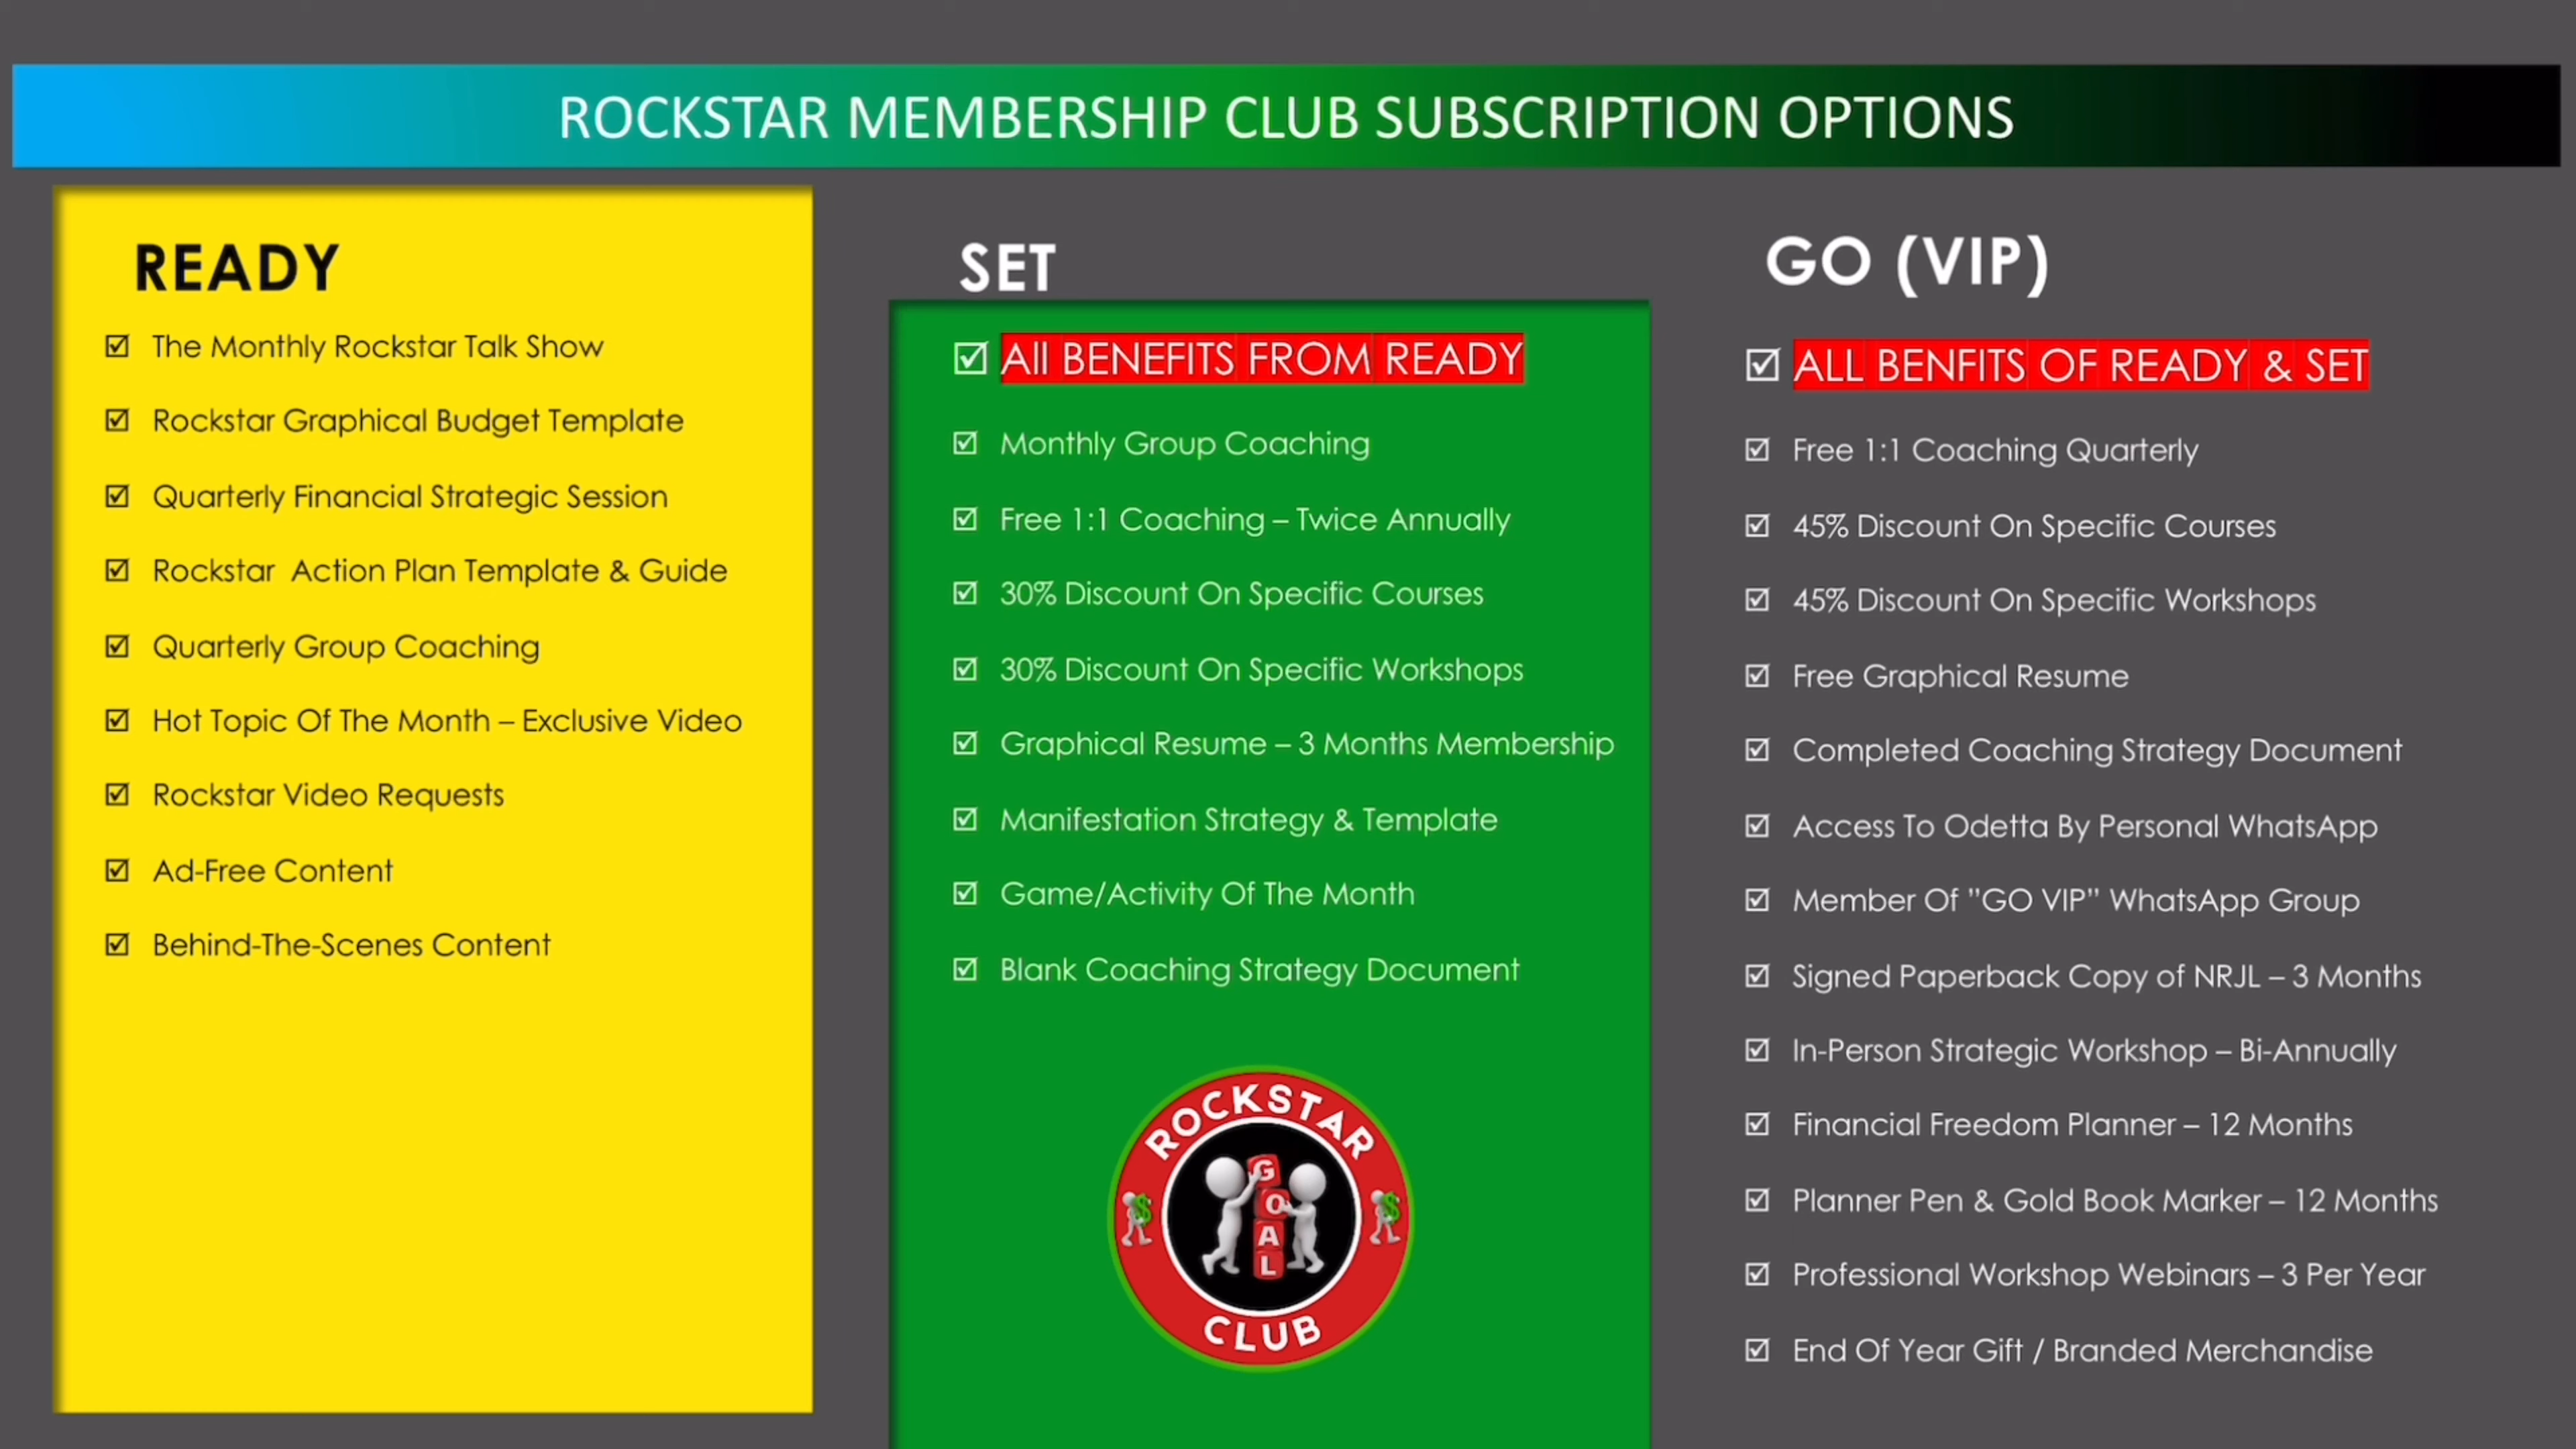 ROCKSTAR MEMBERSHIP CLUB SUBSCRIPTION OPTIONS
READY
The Monthly Rockstar Talk Show
Rockstar Graphical Budget Template
Quarterly Financial Strategic Session
Rockstar Action Plan Template & Guide
Quarterly Group Coaching
Hot Topic Of The Month – Exclusive Video
Rockstar Video Requests
Ad-Free Content
Behind-The-Scenes Content
SET
All BENEFITS FROM READY
Monthly Group Coaching
Free 1:1 Coaching – Twice Annually
30% Discount On Specific Courses
30% Discount On Specific Workshops
Graphical Resume – 3 Months Membership
Manifestation Strategy & Template
Game/Activity Of The Month
Blank Coaching Strategy Document
ROCKSTAR
G
O
A
L
$
$
CLUB
GO (VIP)
ALL BENFITS OF READY & SET
Free 1:1 Coaching Quarterly
45% Discount On Specific Courses
45% Discount On Specific Workshops
Free Graphical Resume
Completed Coaching Strategy Document
Access To Odetta By Personal WhatsApp
Member Of ”GO VIP” WhatsApp Group
Signed Paperback Copy of NRJL – 3 Months
In-Person Strategic Workshop – Bi-Annually
Financial Freedom Planner – 12 Months
Planner Pen & Gold Book Marker – 12 Months
Professional Workshop Webinars – 3 Per Year
End Of Year Gift / Branded Merchandise